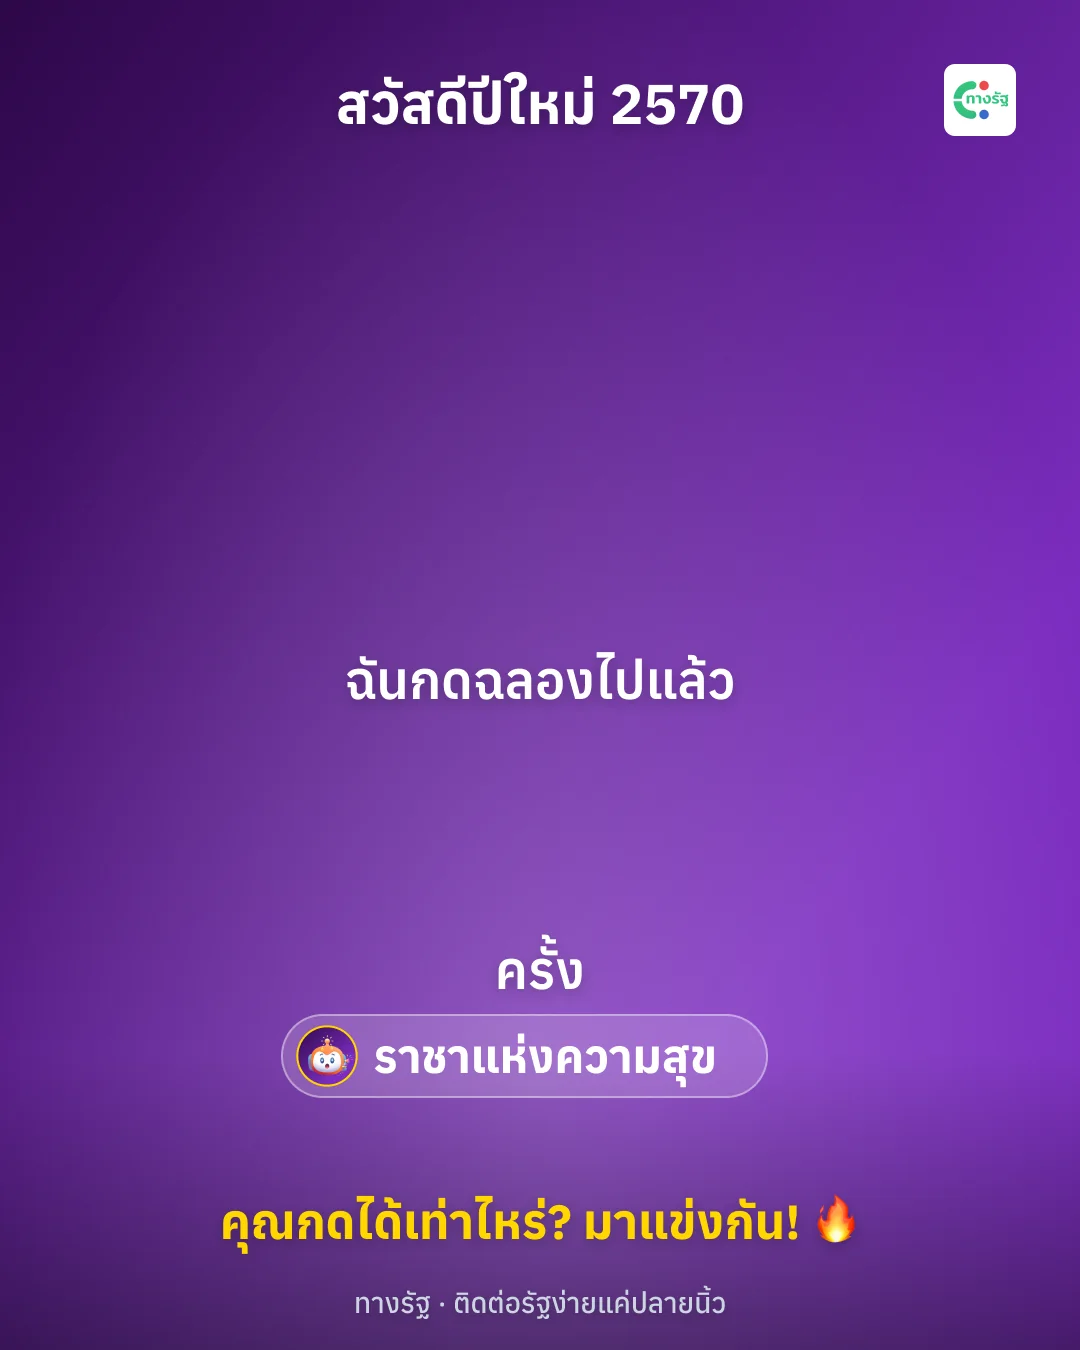 สวัสดีปีใหม่ 2570
ทางรัฐ
ฉันกดฉลองไปแล้ว
ครั้ง
ราชาแห่งความสุข
คุณกดได้เท่าไหร่? มาแข่งกัน! 🔥
ทางรัฐ · ติดต่อรัฐง่ายแค่ปลายนิ้ว